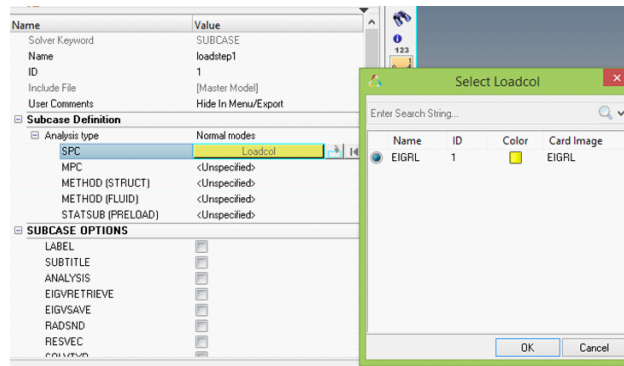 Name Value
Solver Keyword SUBCASE
Name loadstep1
ID 1
Include File [Master Model]
User Comments Hide In Menu/Export
Subcase Definition
Analysis type Normal modes
SPC Loadcol
MPC <Unspecified>
METHOD (STRUCT) <Unspecified>
METHOD (FLUID) <Unspecified>
STATSUB (PRELOAD) <Unspecified>
SUBCASE OPTIONS
LABEL
SUBTITLE
ANALYSIS
EIGVRETRIEVE
EIGVSAVE
RADSND
RESVEC
123
Select Loadcol
Enter Search String...
Name ID Color Card Image
EIGRL 1 EIGRL
OK Cancel